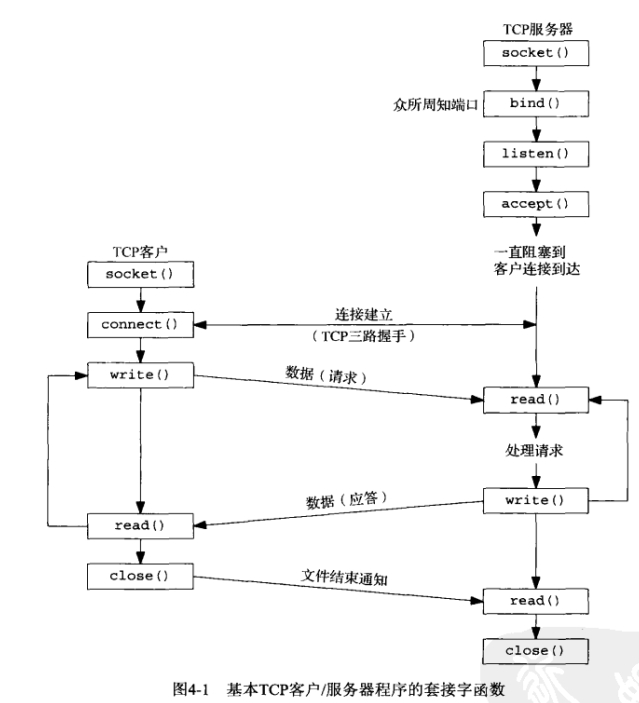 TCP服务器
socket()
众所周知端口
bind()
listen()
accept()
一直阻塞到
客户连接到达
TCP客户
socket()
connect()
连接建立
(TCP三路握手)
write()
数据(请求)
read()
处理请求
write()
数据(应答)
read()
close()
文件结束通知
read()
close()
图4-1 基本TCP客户/服务器程序的套接字函数